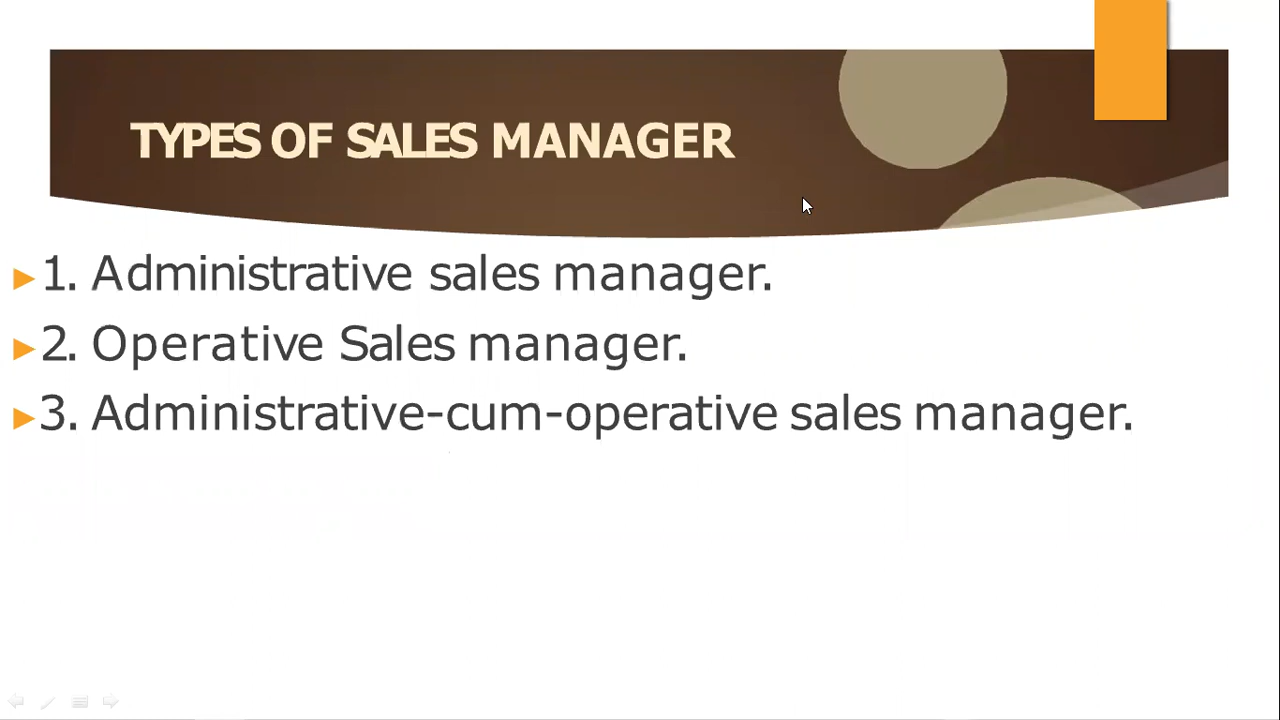 TYPES OF SALES MANAGER
►1. Administrative sales manager.
►2. Operative Sales manager.
►3. Administrative-cum-operative sales manager.